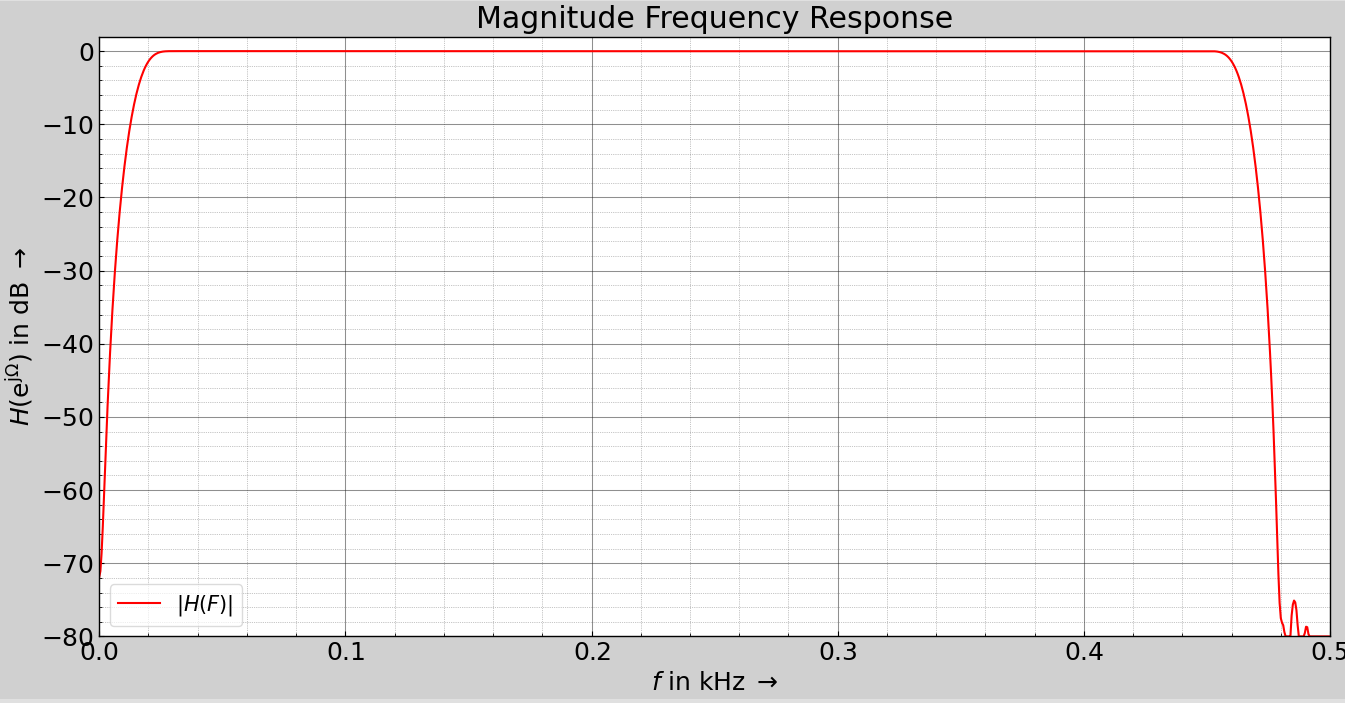 Magnitude Frequency Response
H(e^jΩ) in dB →
0
−10
−20
−30
−40
−50
−60
−70
−80
|H(F)|
0.0 0.1 0.2 0.3 0.4 0.5
f in kHz →